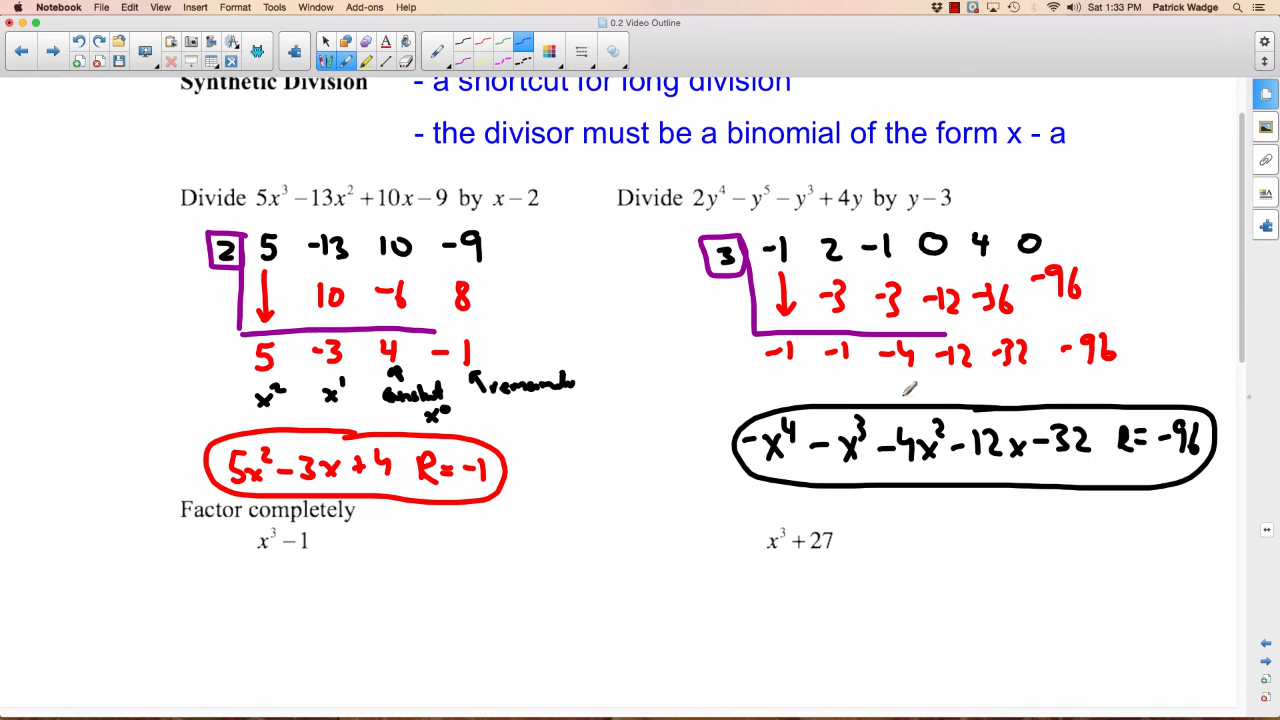 Notebook File Edit View Insert Format Tools Window Add-ons Help Sat 1:33 PM Patrick Wadge
0.2 Video Outline
Synthetic Division - a shortcut for long division
- the divisor must be a binomial of the form x - a
Divide 5x³ −13x² +10x − 9 by x − 2
2 5 -13 10 -9
10 -6 8
5 -3 4 -1
x² x¹ constant remainder
x⁰
5x² - 3x + 4 R = -1
Divide 2y⁴ − y⁵ − y³ + 4y by y − 3
3 -1 2 -1 0 4 0
-3 -3 -12 -36 -96
-1 -1 -4 -12 -32 -96
-x⁴ - x³ - 4x² - 12x - 32 R = -96
Factor completely
x³ − 1
x³ + 27